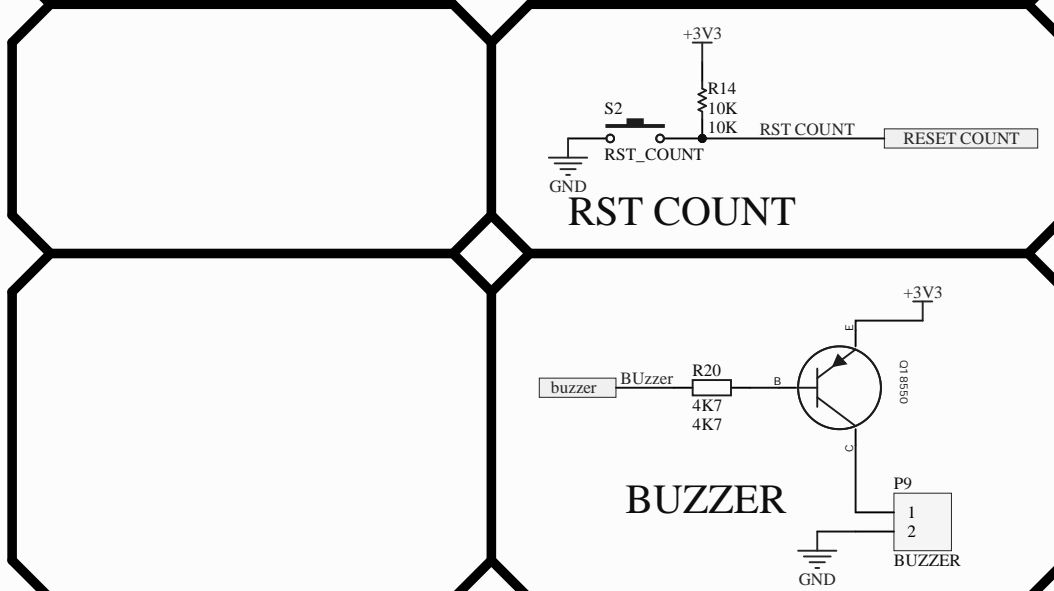 +3V3
R14
10K
10K
S2
RST COUNT
RESET COUNT
RST_COUNT
GND
RST COUNT
+3V3
E
Q1 8550
buzzer
BUzzer
R20
B
4K7
4K7
C
P9
1
2
BUZZER
BUZZER
GND